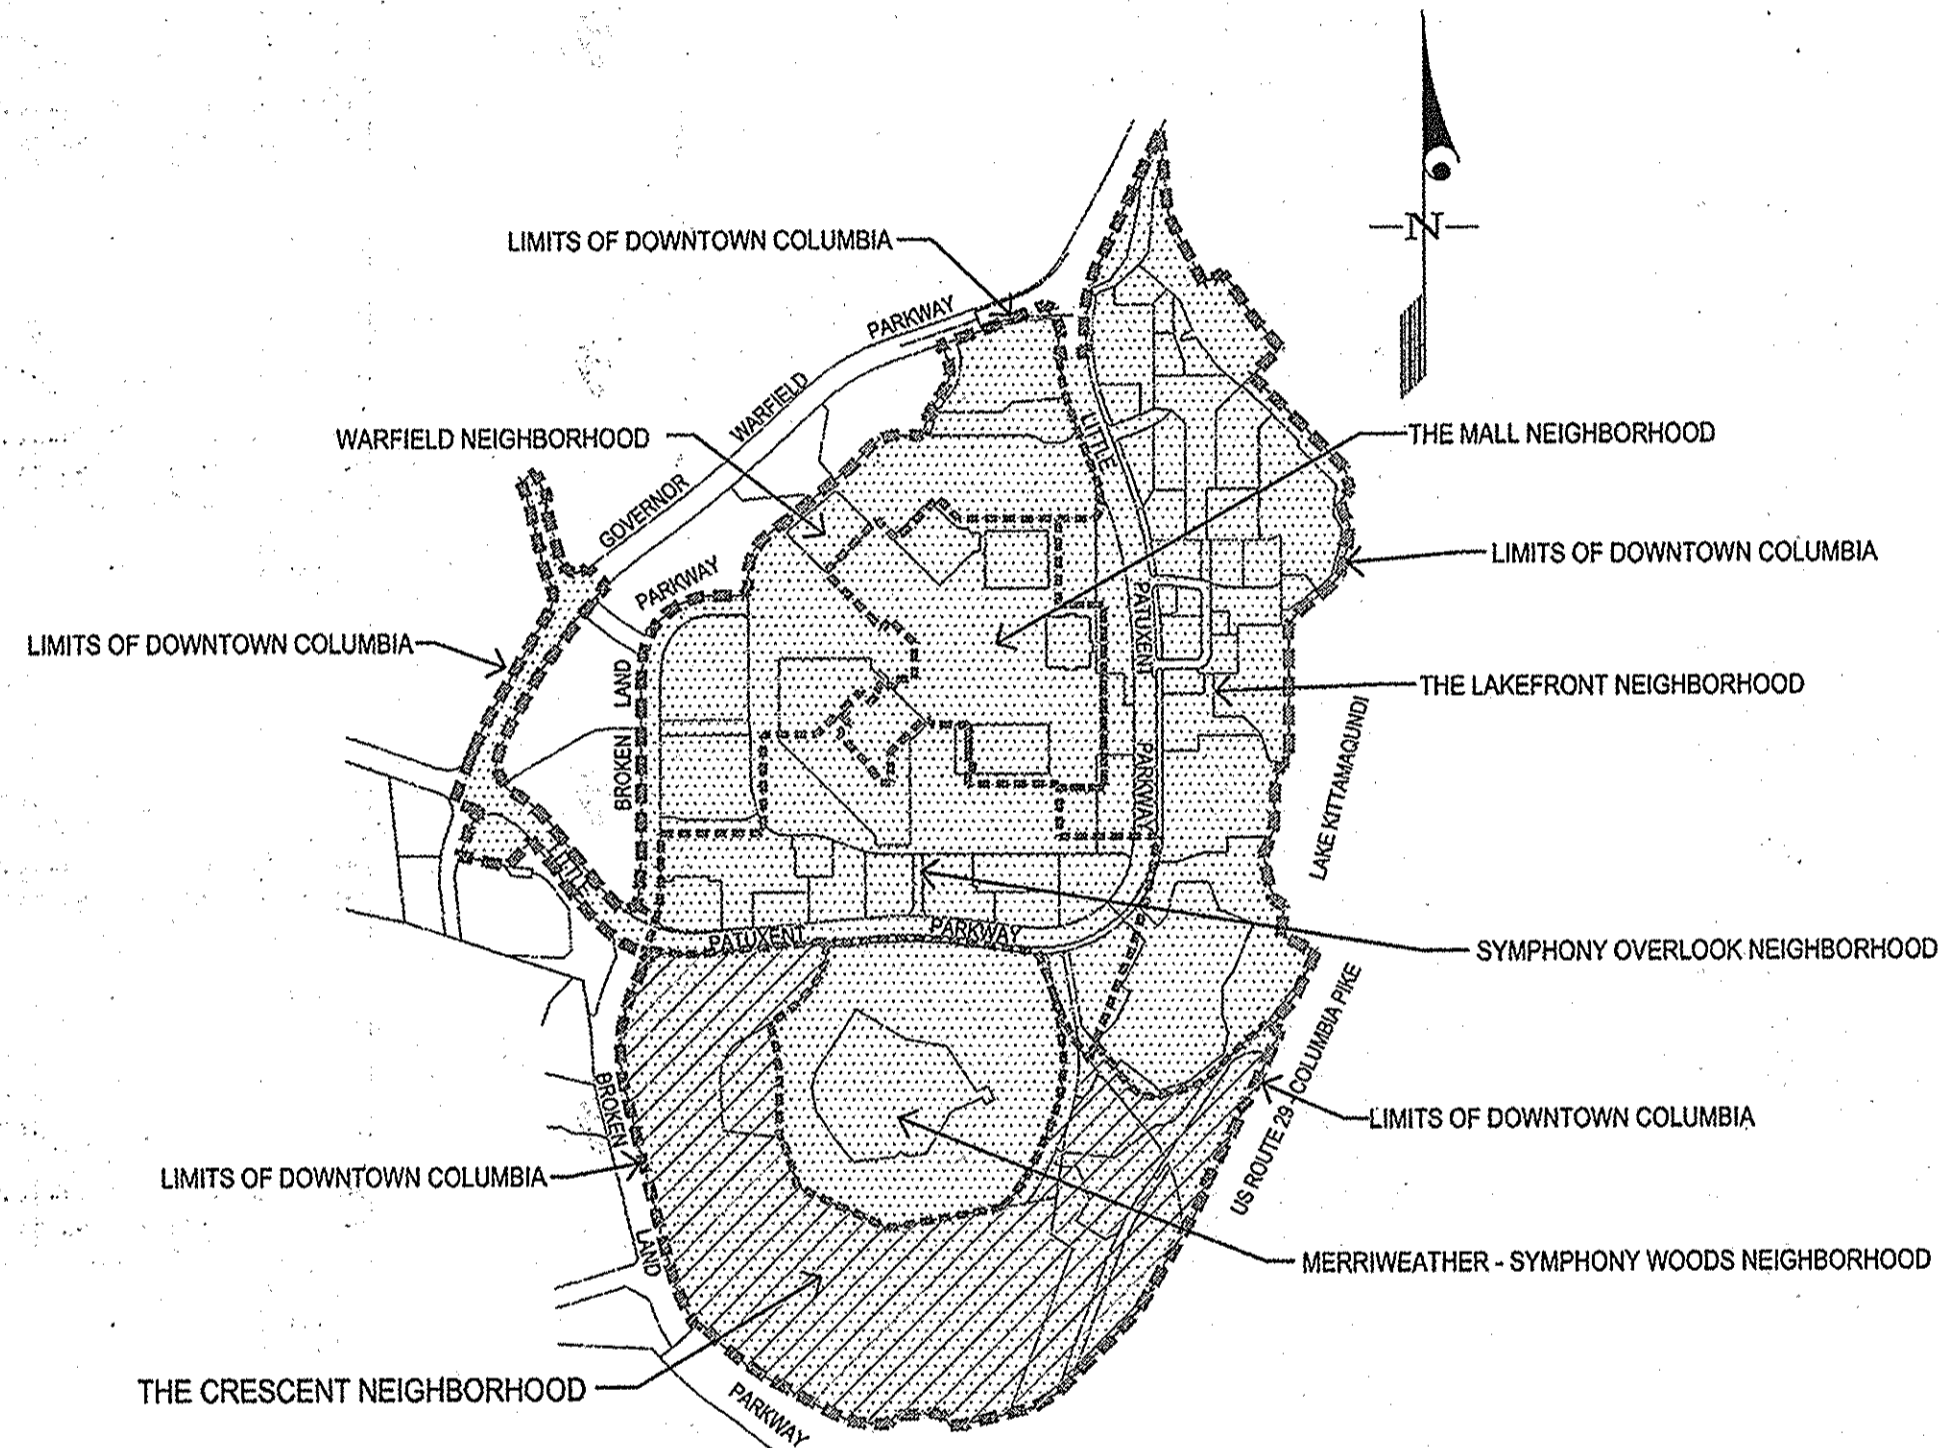 N
LIMITS OF DOWNTOWN COLUMBIA
PARKWAY
WARFIELD
GOVERNOR
WARFIELD NEIGHBORHOOD
LITTLE
THE MALL NEIGHBORHOOD
LIMITS OF DOWNTOWN COLUMBIA
PARKWAY
PATUXENT
LIMITS OF DOWNTOWN COLUMBIA
LAND
BROKEN
THE LAKEFRONT NEIGHBORHOOD
PARKWAY
LAKE KITTAMAQUNDI
LITTLE
PATUXENT
PARKWAY
SYMPHONY OVERLOOK NEIGHBORHOOD
US ROUTE 29 - COLUMBIA PIKE
BROKEN
LIMITS OF DOWNTOWN COLUMBIA
LIMITS OF DOWNTOWN COLUMBIA
LAND
MERRIWEATHER - SYMPHONY WOODS NEIGHBORHOOD
THE CRESCENT NEIGHBORHOOD
PARKWAY